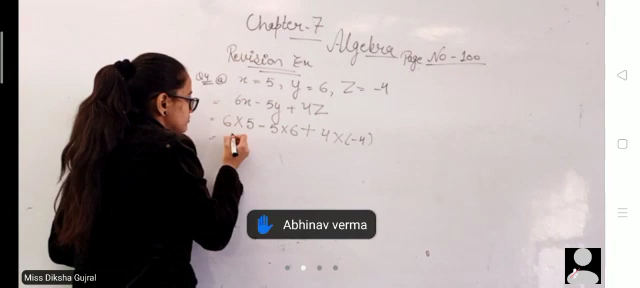 Chapter-7
Algebra Page No-100
Revision Ex
Q4 @ x = 5, y = 6, Z = -4
= 6x - 5y + 4Z
= 6×5 - 5×6 + 4×(-4)
=
Abhinav verma
Miss Diksha Gujral